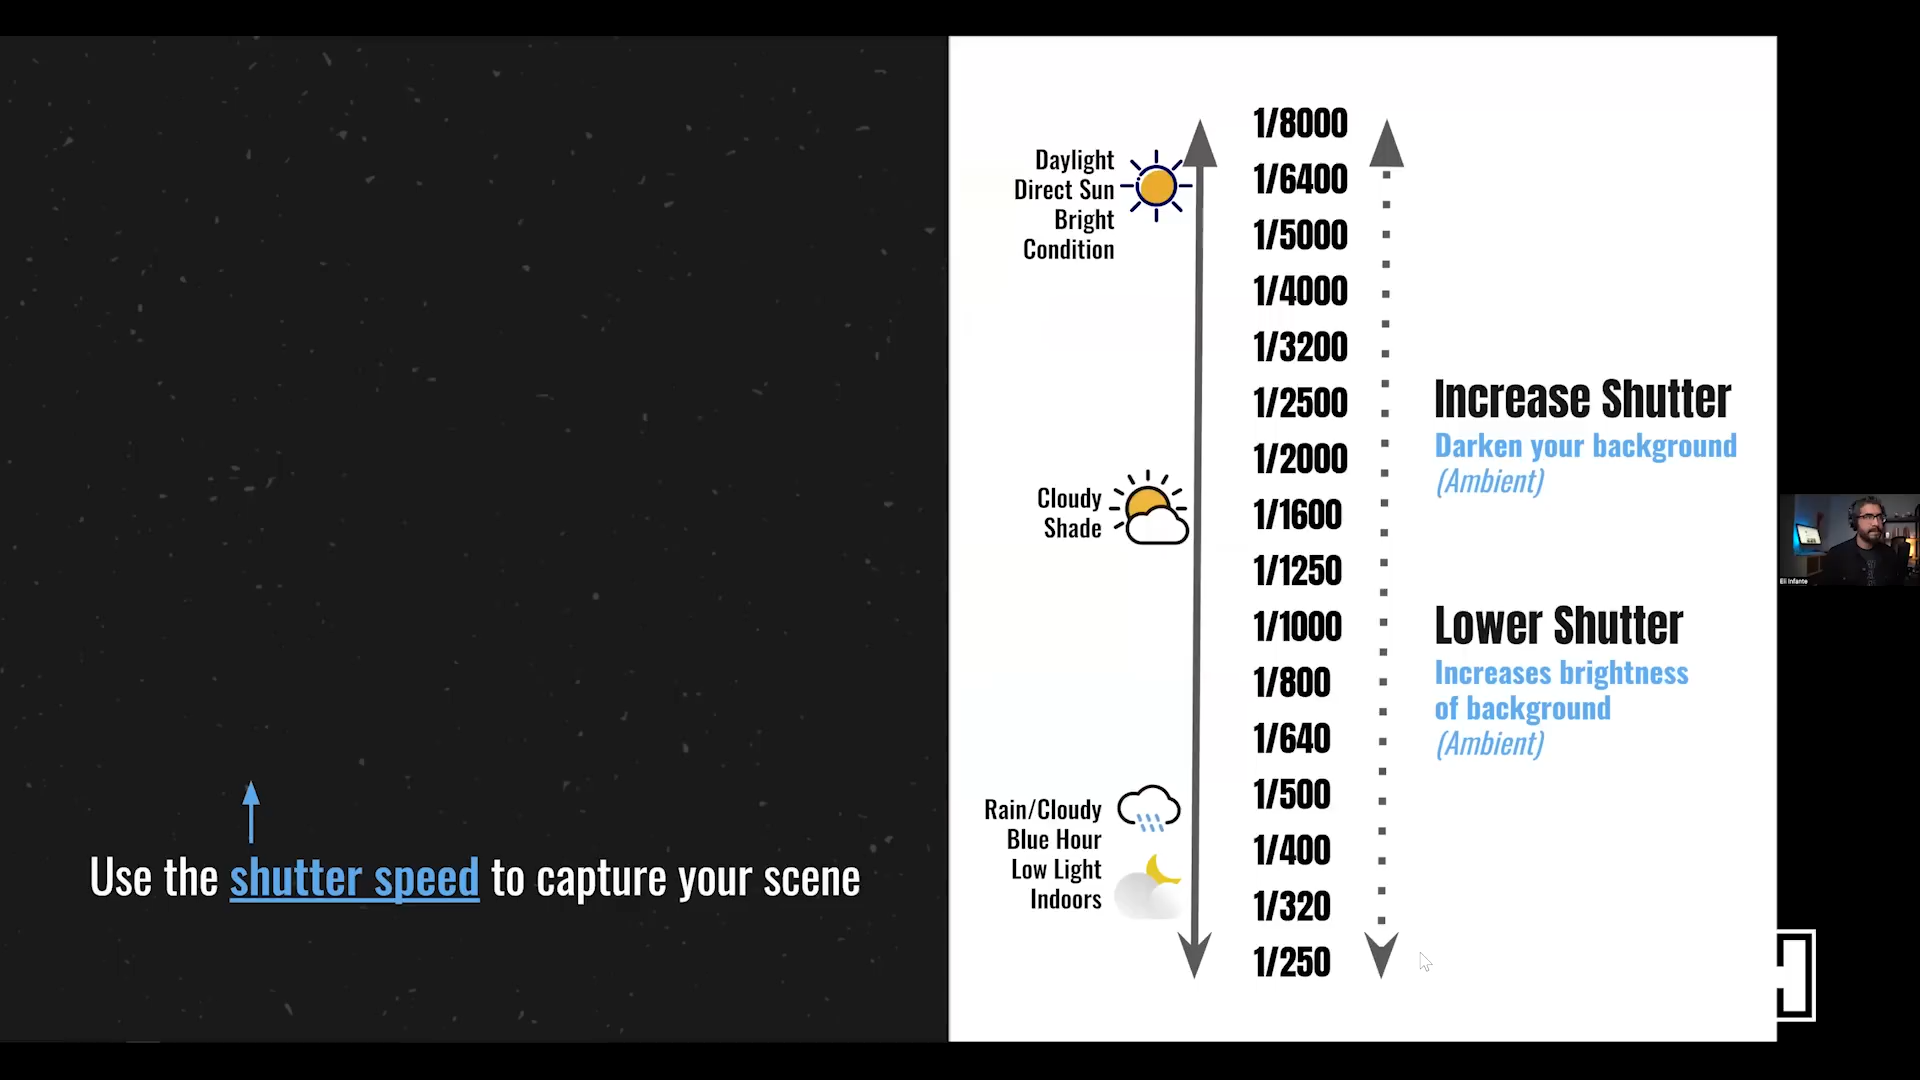 Use the shutter speed to capture your scene
Daylight
Direct Sun
Bright
Condition
Cloudy
Shade
Rain/Cloudy
Blue Hour
Low Light
Indoors
1/8000
1/6400
1/5000
1/4000
1/3200
1/2500
1/2000
1/1600
1/1250
1/1000
1/800
1/640
1/500
1/400
1/320
1/250
Increase Shutter
Darken your background
(Ambient)
Lower Shutter
Increases brightness
of background
(Ambient)
Eli Infante